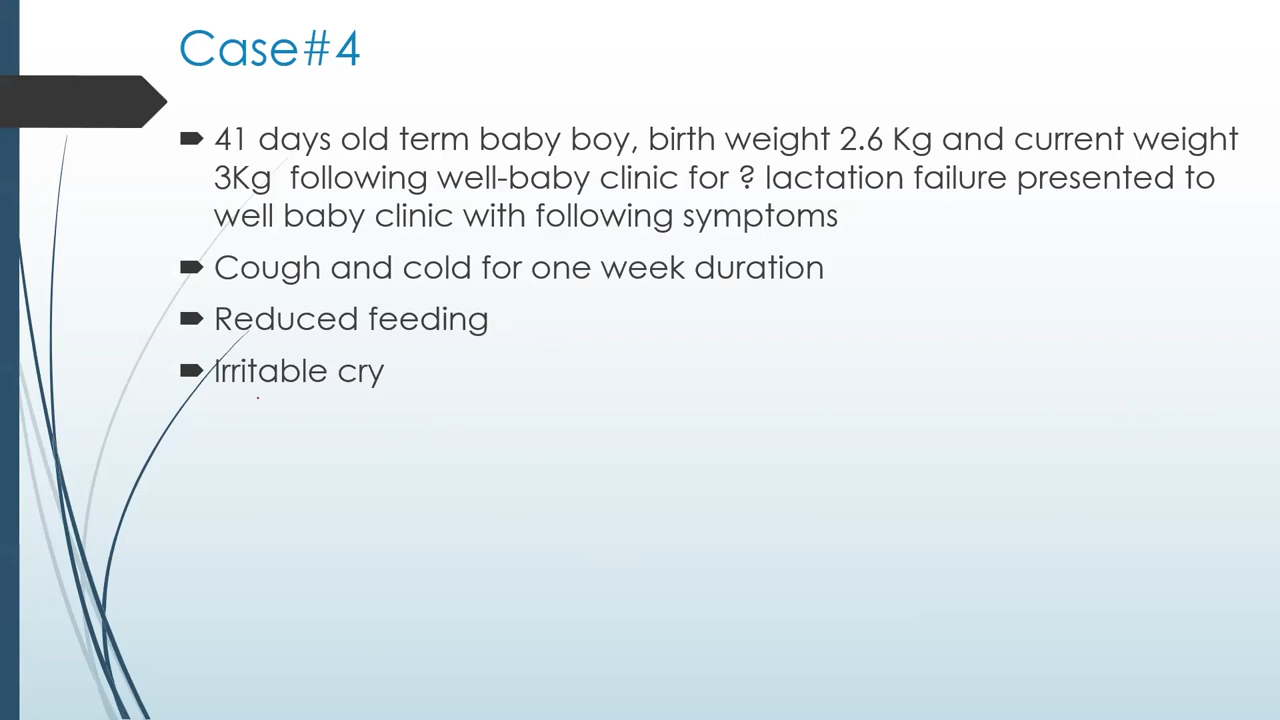 Case#4
41 days old term baby boy, birth weight 2.6 Kg and current weight
3Kg following well-baby clinic for ? lactation failure presented to
well baby clinic with following symptoms
Cough and cold for one week duration
Reduced feeding
Irritable cry